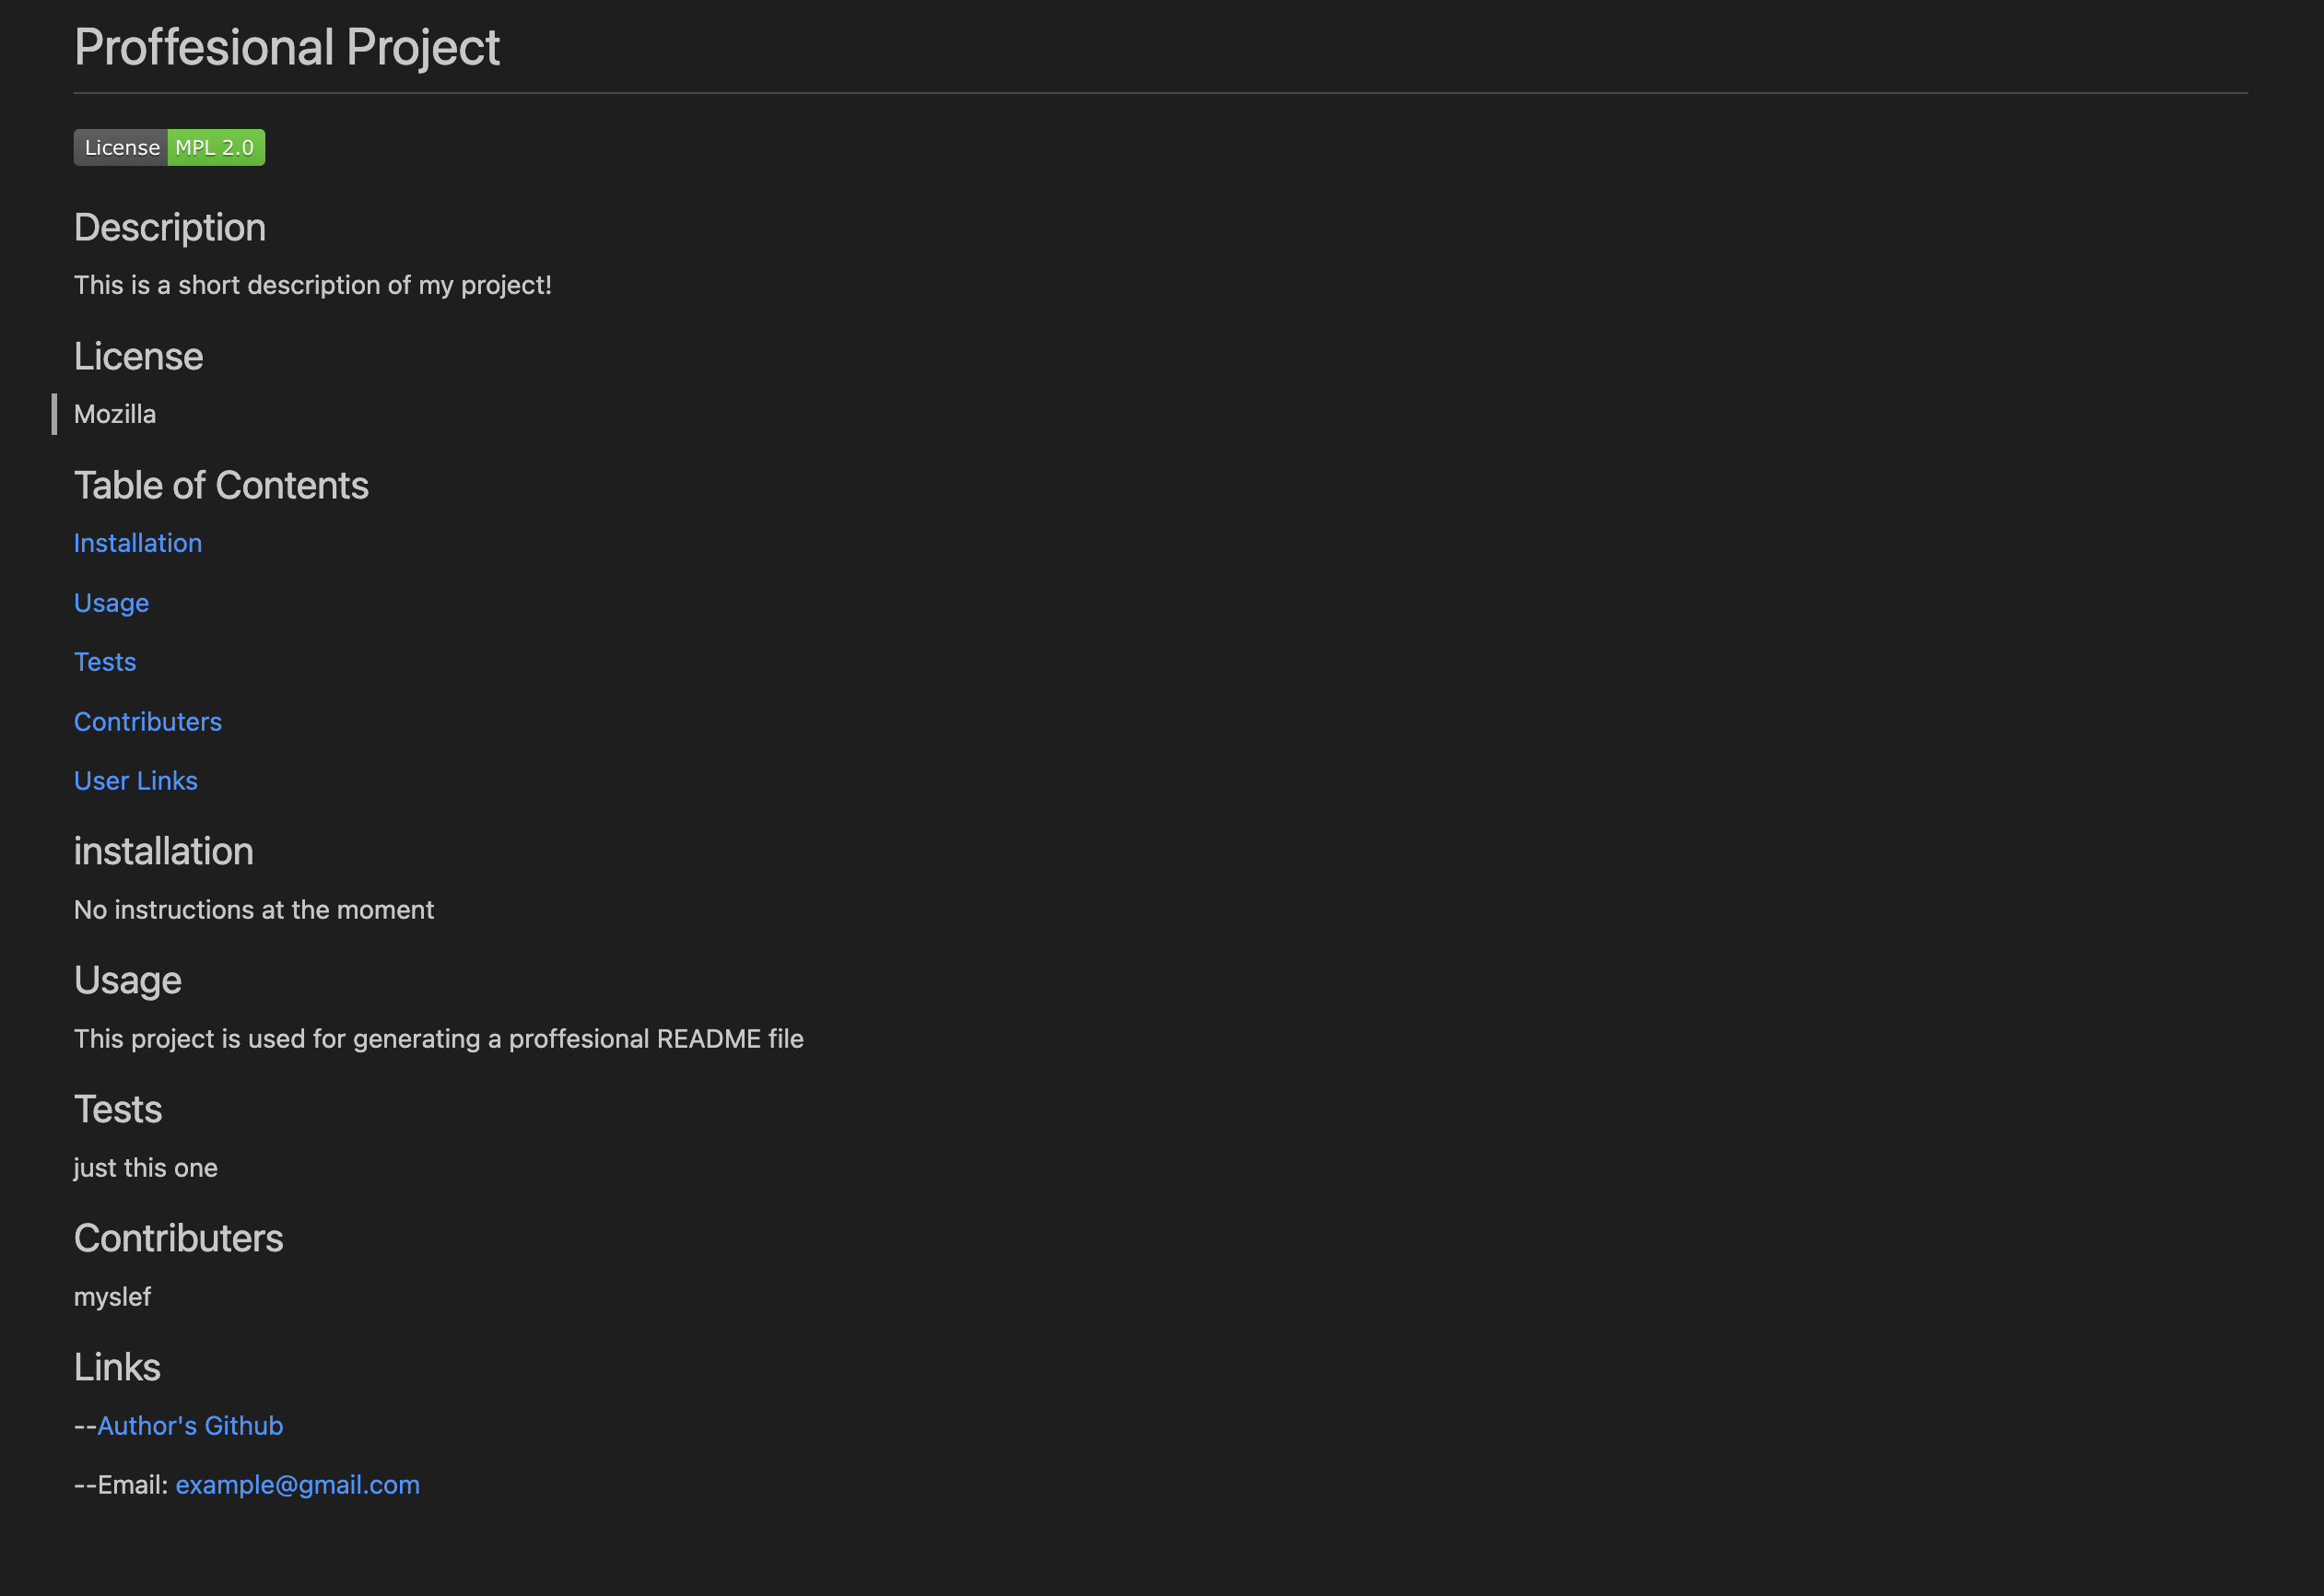 Proffesional Project
License MPL 2.0
Description
This is a short description of my project!
License
Mozilla
Table of Contents
Installation
Usage
Tests
Contributers
User Links
installation
No instructions at the moment
Usage
This project is used for generating a proffesional README file
Tests
just this one
Contributers
myslef
Links
--Author's Github
--Email: example@gmail.com